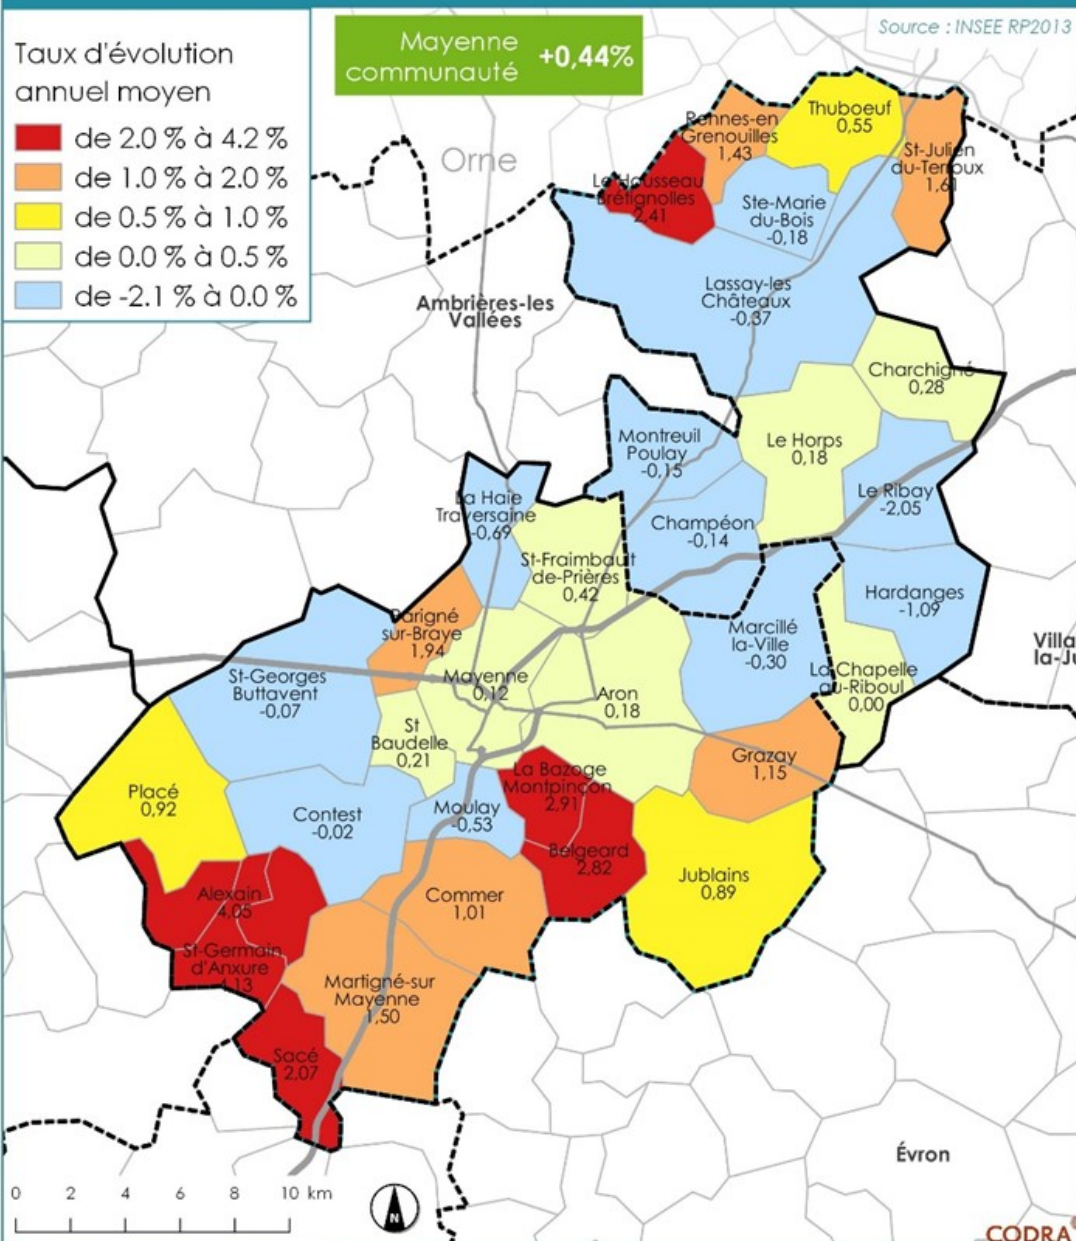 Source : INSEE RP2013
Mayenne
communauté
+0,44%
Taux d'évolution
annuel moyen
de 2.0 % à 4.2 %
de 1.0 % à 2.0 %
de 0.5 % à 1.0 %
de 0.0 % à 0.5 %
de -2.1 % à 0.0 %
Orne
Rennes-en
Grenouilles
1,43
Thuboeuf
0,55
St-Julien
du-Terroux
1,61
Le Housseau
Brétignolles
2,41
Ste-Marie
du-Bois
-0,18
Lassay-les
Châteaux
-0,37
Ambrières-les
Vallées
Charchigné
0,28
Montreuil
Poulay
-0,15
Le Horps
0,18
Le Ribay
-2,05
La Haie
Traversaine
-0,69
Champéon
-0,14
St-Fraimbault
de-Prières
0,42
Hardanges
-1,09
Parigné
sur-Braye
1,94
Marcillé
la-Ville
-0,30
Villa
la-Ju
St-Georges
Buttavent
-0,07
Mayenne
0,12
Aron
0,18
La Chapelle
au-Riboul
0,00
St
Baudelle
0,21
Grazay
1,15
La Bazoge
Montpinçon
2,91
Placé
0,92
Contest
-0,02
Moulay
-0,53
Belgeard
2,82
Jublains
0,89
Alexain
4,05
Commer
1,01
St-Germain
d'Anxure
Martigné-sur
Mayenne
1,50
Sacé
2,07
Évron
0 2 4 6 8 10 km
N
CODRA